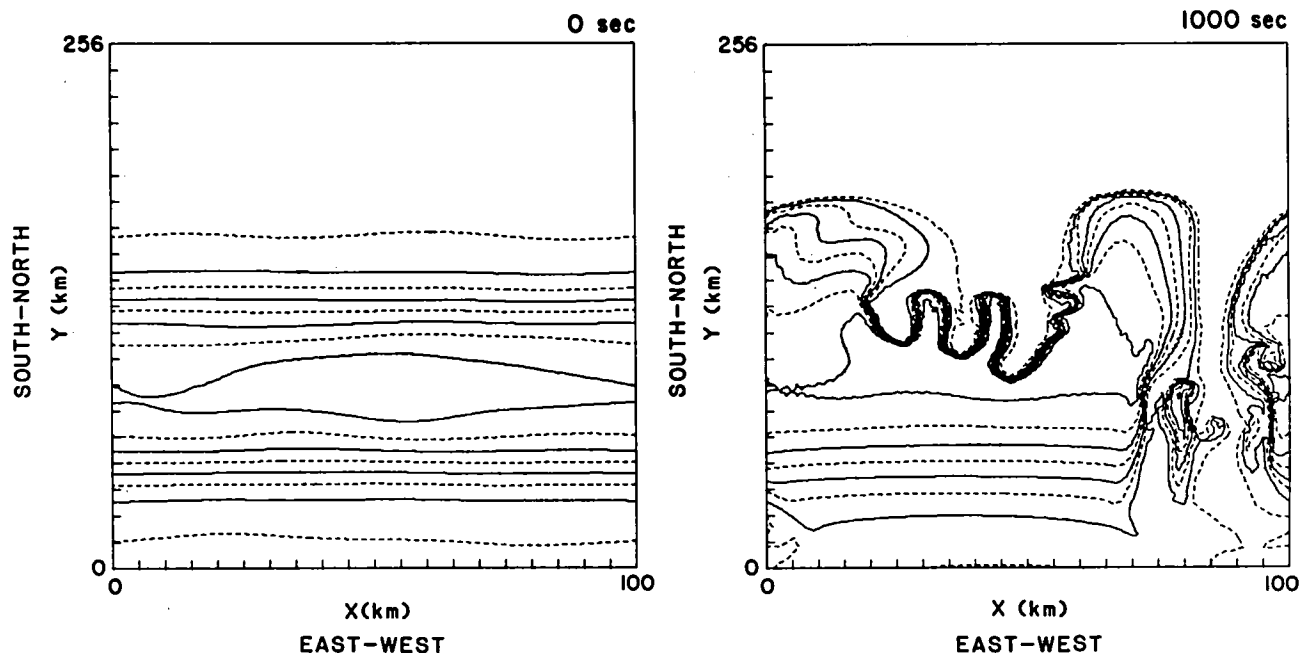 0 sec
256
SOUTH-NORTH
Y (km)
0
0
100
X(km)
EAST-WEST
1000 sec
256
SOUTH-NORTH
Y (km)
0
0
100
X (km)
EAST-WEST